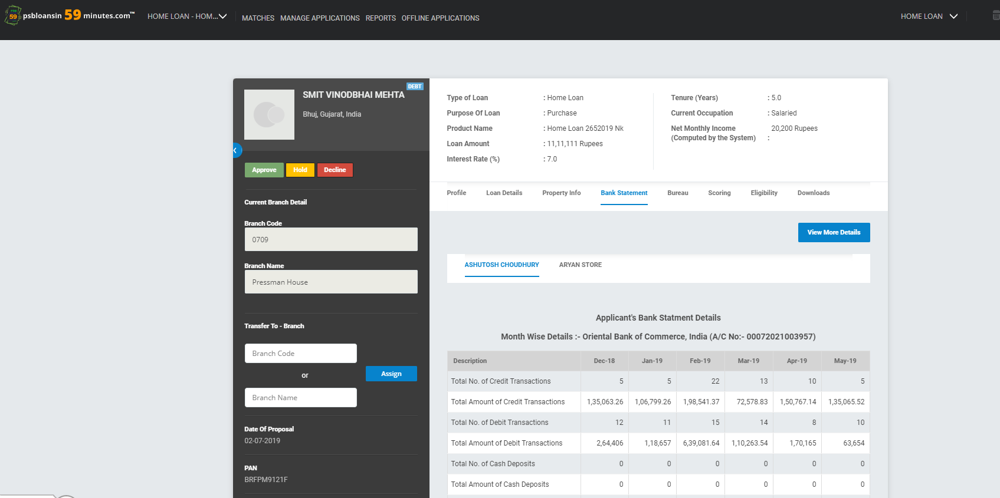 PSB 59 psbloansin 59 minutes.com™ HOME LOAN - HOM... MATCHES MANAGE APPLICATIONS REPORTS OFFLINE APPLICATIONS HOME LOAN
DEBT
SMIT VINODBHAI MEHTA
Bhuj, Gujarat, India
Approve Hold Decline
Current Branch Detail
Branch Code
0709
Branch Name
Pressman House
Transfer To - Branch
Branch Code
or
Assign
Branch Name
Date Of Proposal
02-07-2019
PAN
BRFPM9121F
Type of Loan : Home Loan
Purpose Of Loan : Purchase
Product Name : Home Loan 2652019 Nk
Loan Amount : 11,11,111 Rupees
Interest Rate (%) : 7.0
Tenure (Years) : 5.0
Current Occupation : Salaried
Net Monthly Income 20,200 Rupees
(Computed by the System) :
Profile Loan Details Property Info Bank Statement Bureau Scoring Eligibility Downloads
View More Details
ASHUTOSH CHOUDHURY ARYAN STORE
Applicant's Bank Statment Details
Month Wise Details :- Oriental Bank of Commerce, India (A/C No:- 00072021003957)
Description Dec-18 Jan-19 Feb-19 Mar-19 Apr-19 May-19
Total No. of Credit Transactions 5 5 22 13 10 5
Total Amount of Credit Transactions 1,35,063.26 1,06,799.26 1,98,541.37 72,578.83 1,50,767.14 1,35,065.52
Total No. of Debit Transactions 12 11 15 14 8 10
Total Amount of Debit Transactions 2,64,406 1,18,657 6,39,081.64 1,10,263.54 1,70,165 63,654
Total No. of Cash Deposits 0 0 0 0 0 0
Total Amount of Cash Deposits 0 0 0 0 0 0